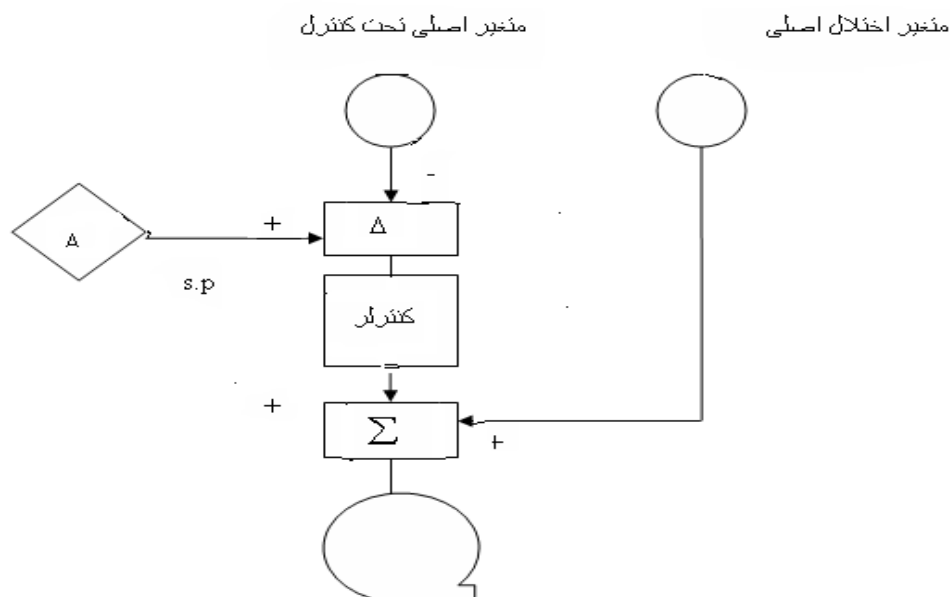 متغیر اصلی تحت کنترل
متغیر اختلال اصلی
-
+
Δ
A
s.p
کنترلر
+
Σ
+